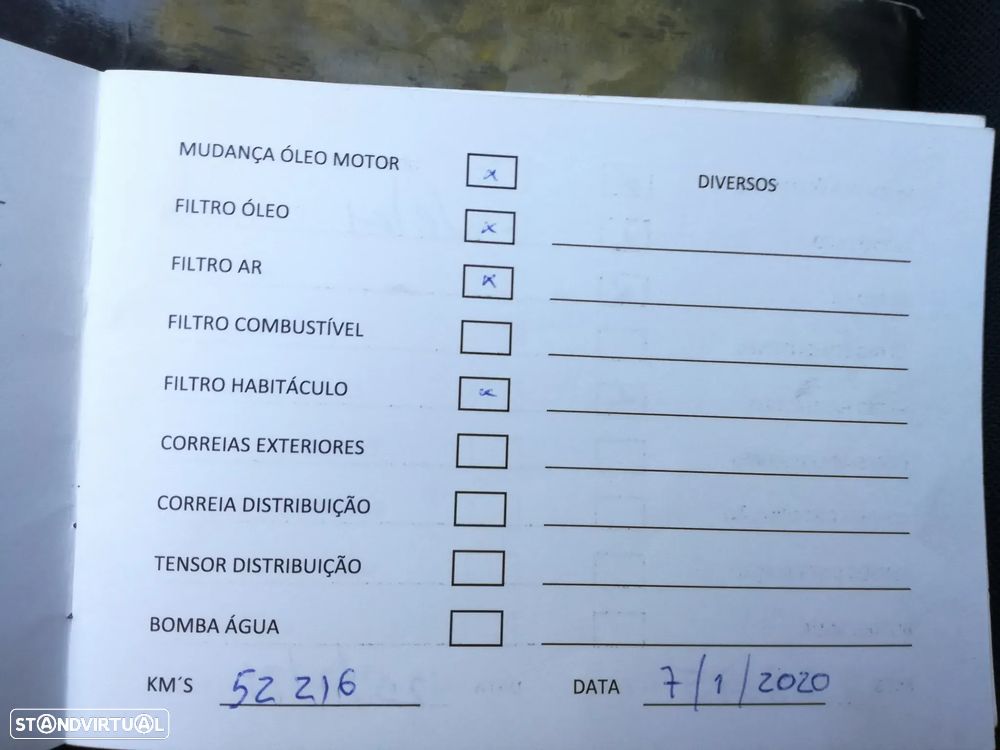 MUDANÇA ÓLEO MOTOR x
DIVERSOS
FILTRO ÓLEO x
FILTRO AR x
FILTRO COMBUSTÍVEL
FILTRO HABITÁCULO x
CORREIAS EXTERIORES
CORREIA DISTRIBUIÇÃO
TENSOR DISTRIBUIÇÃO
BOMBA ÁGUA
KM´S 52 216 DATA 7/1/2020
STANDVIRTUAL